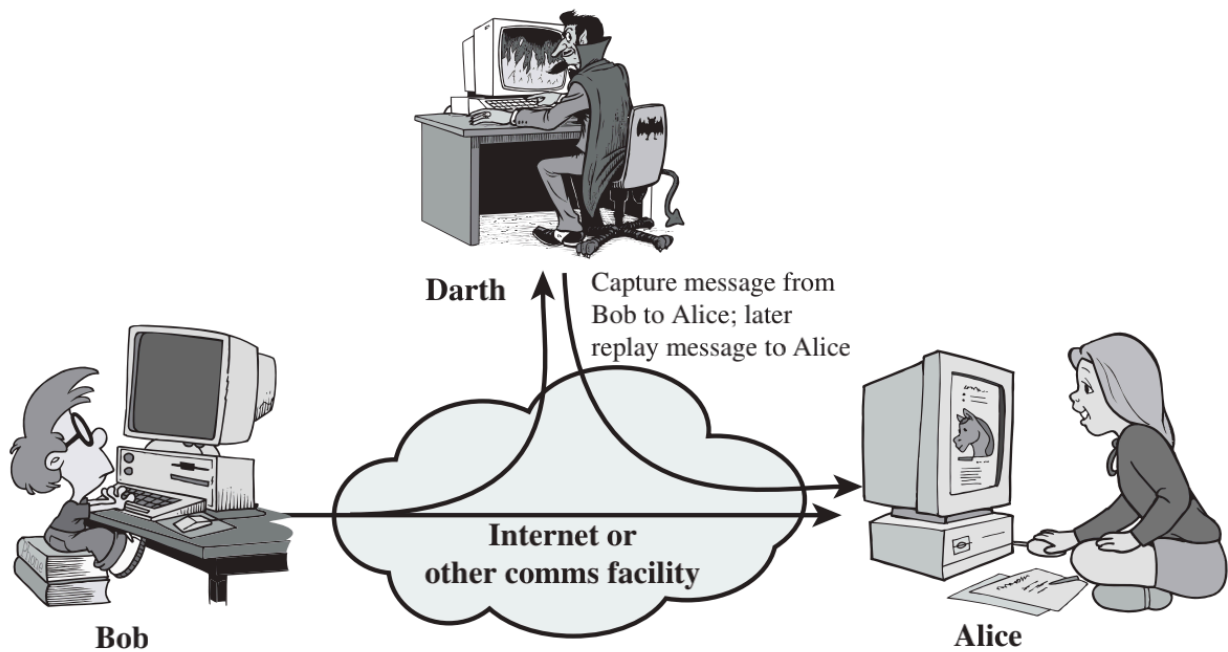 Darth
Capture message from
Bob to Alice; later
replay message to Alice
Internet or
other comms facility
Phone
Bob
Alice